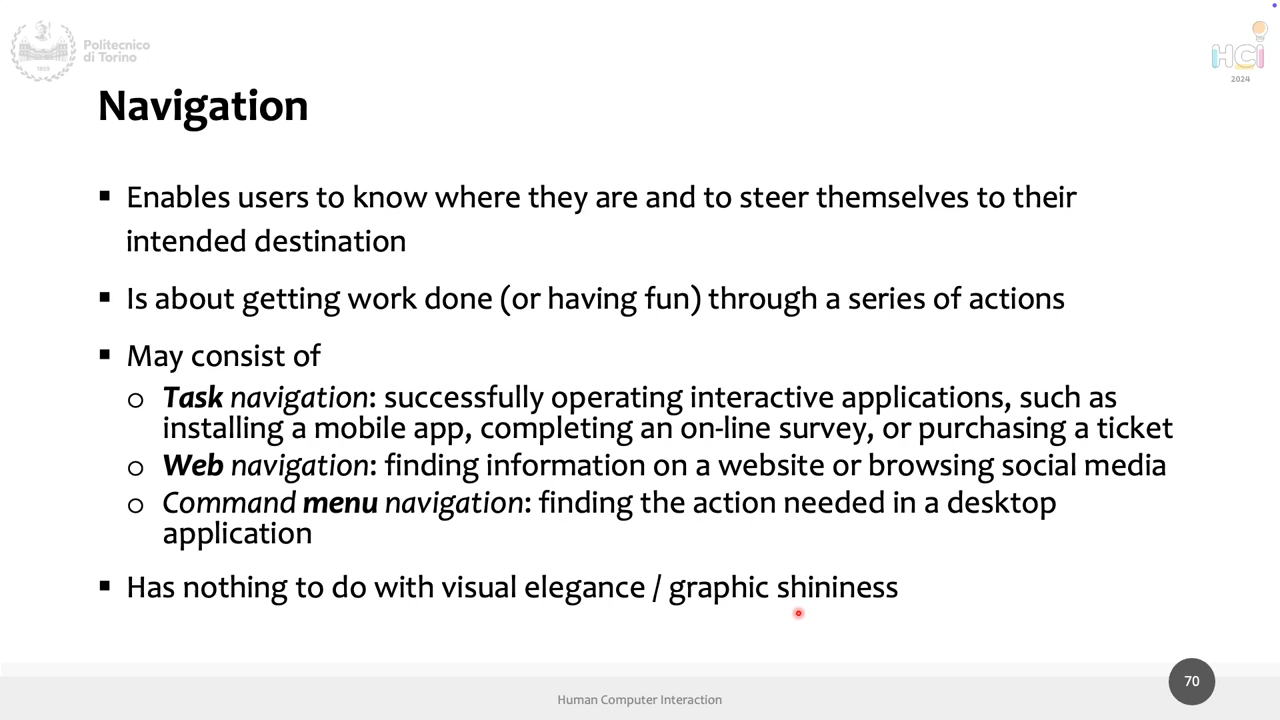 Politecnico
di Torino
1859
HCI
2024
Navigation
▪ Enables users to know where they are and to steer themselves to their
intended destination
▪ Is about getting work done (or having fun) through a series of actions
▪ May consist of
o Task navigation: successfully operating interactive applications, such as
installing a mobile app, completing an on-line survey, or purchasing a ticket
o Web navigation: finding information on a website or browsing social media
o Command menu navigation: finding the action needed in a desktop
application
▪ Has nothing to do with visual elegance / graphic shininess
Human Computer Interaction
70